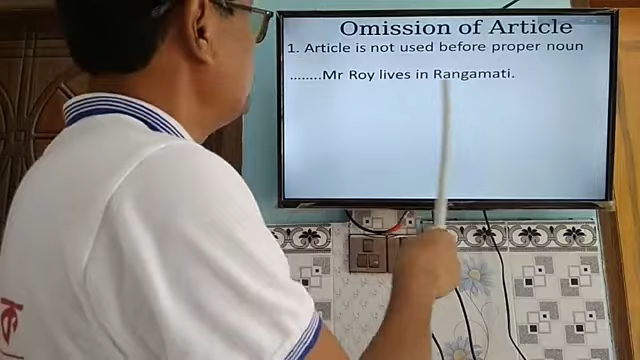 Omission of Article
1. Article is not used before proper noun
........Mr Roy lives in Rangamati.